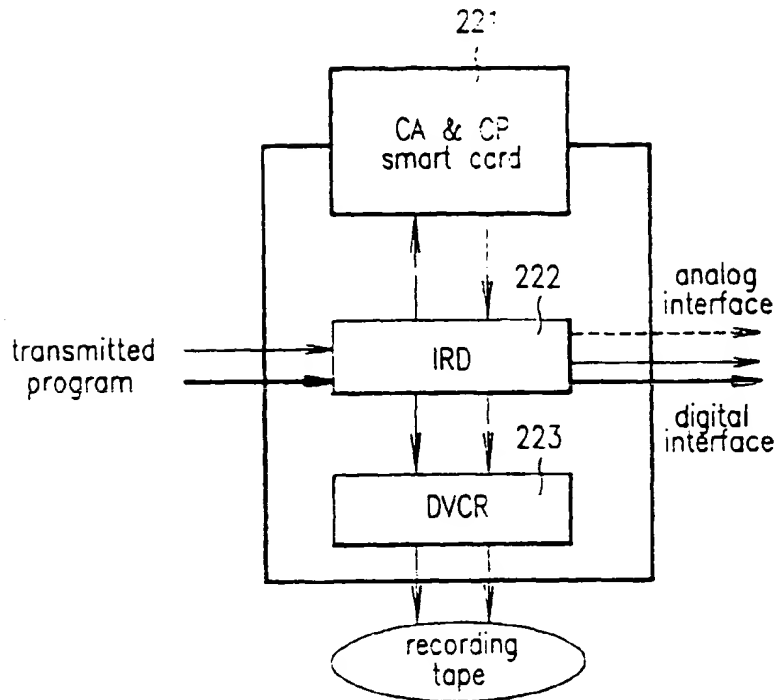 221
CA & CP
smart card
222
analog
interface
transmitted
program
IRD
digital
interface
223
DVCR
recording
tape